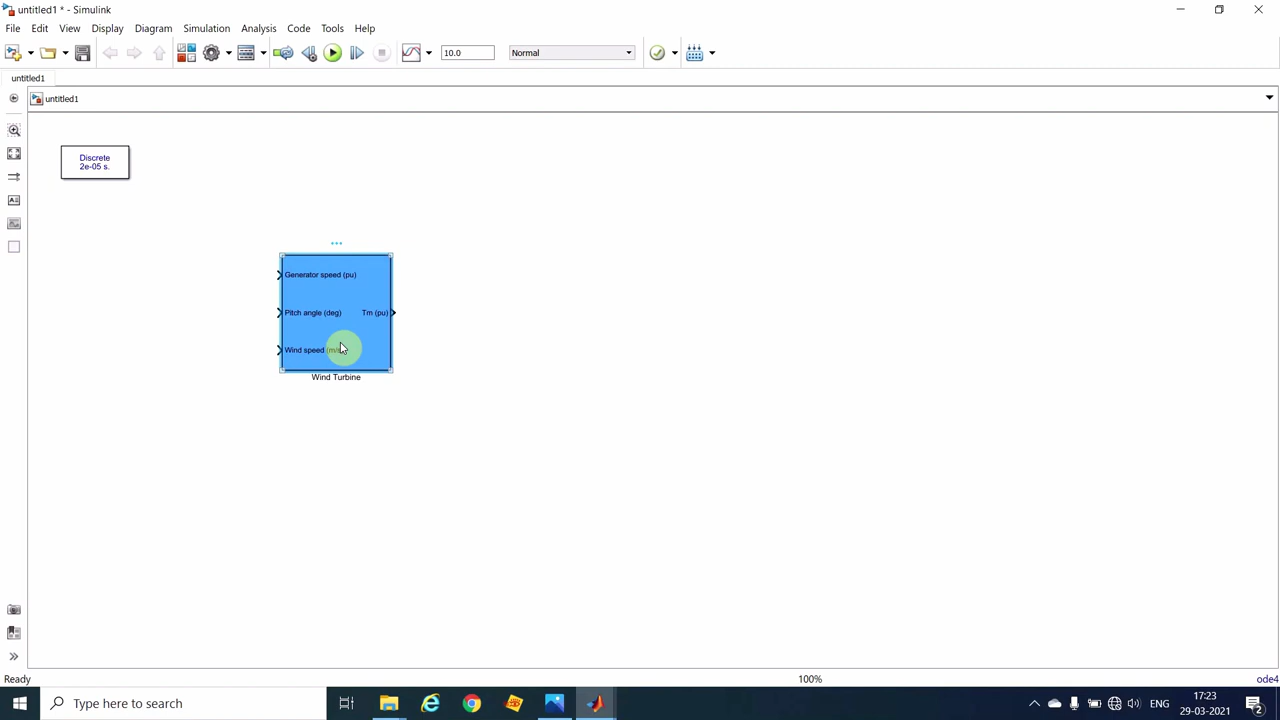 untitled1 * - Simulink
File Edit View Display Diagram Simulation Analysis Code Tools Help
10.0 Normal
untitled1
untitled1
Discrete
2e-05 s.
Generator speed (pu)
Pitch angle (deg) Tm (pu)
Wind speed
Wind Turbine
Ready 100% ode4
Type here to search
ENG
17:23
29-03-2021
2